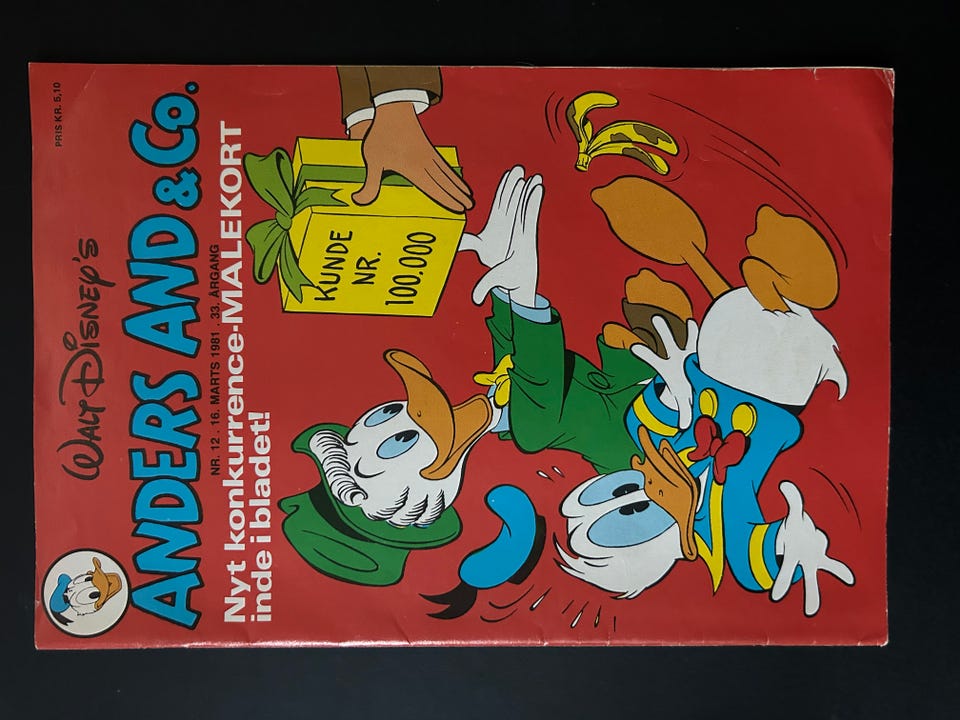 PRIS KR. 5,10
WALT DISNEY'S
ANDERS AND & Co.
NR. 12 . 16. MARTS 1981 . 33. ÅRGANG
Nyt konkurrence-MALEKORT
inde i bladet!
KUNDE
NR.
100.000